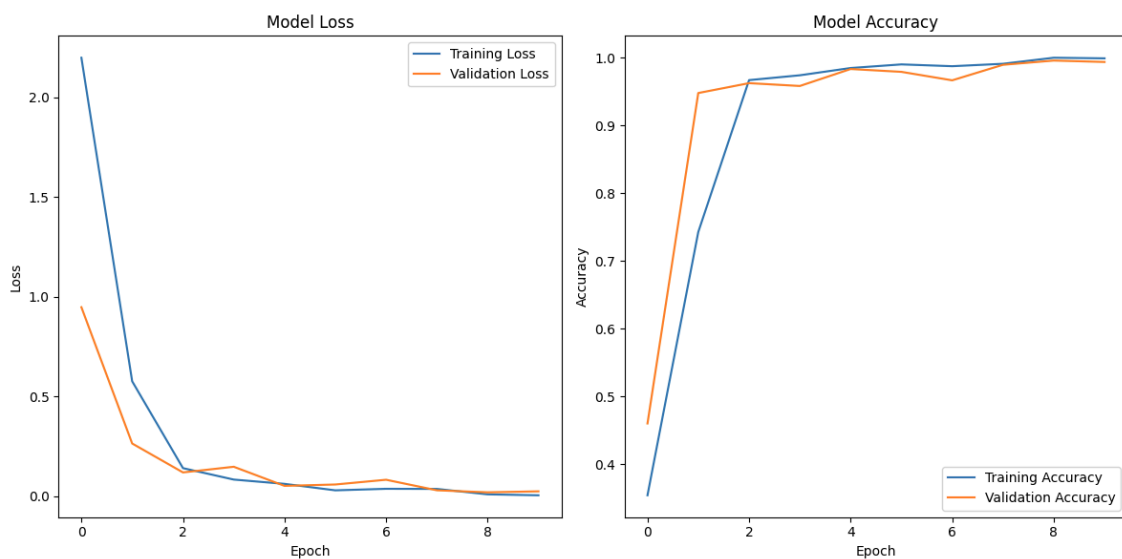 Model Loss
Training Loss
Validation Loss
2.0
1.5
1.0
0.5
0.0
Loss
0 2 4 6 8
Epoch
Model Accuracy
1.0
0.9
0.8
0.7
0.6
0.5
0.4
Accuracy
Training Accuracy
Validation Accuracy
0 2 4 6 8
Epoch